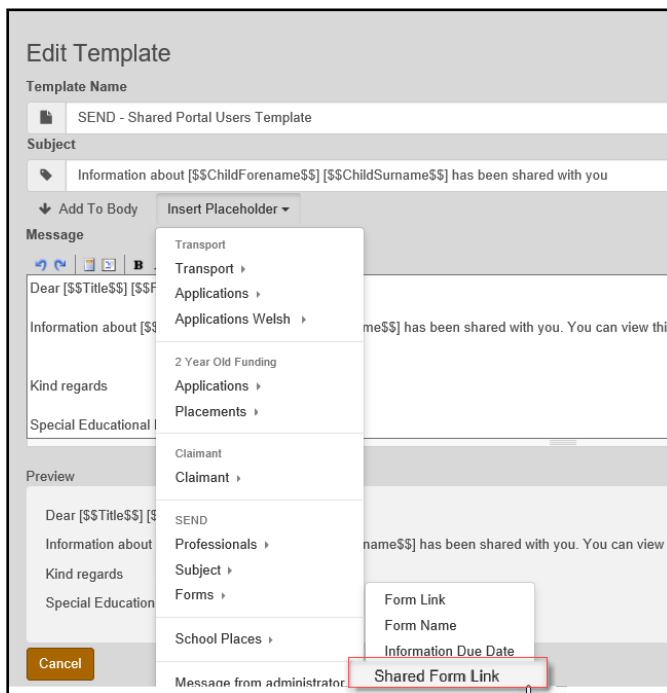 Edit Template
Template Name
SEND - Shared Portal Users Template
Subject
Information about [$$ChildForename$$] [$$ChildSurname$$] has been shared with you
Add To Body Insert Placeholder
Message
B
Transport
Transport
Applications
Applications Welsh
2 Year Old Funding
Applications
Placements
Claimant
Claimant
SEND
Professionals
Subject
Forms
School Places
Message from administrator
Dear [$$Title$$] [$$F
Information about [$$ me$$] has been shared with you. You can view thi
Kind regards
Special Educational
Preview
Dear [$$Title$$] [$
Information about name$$] has been shared with you. You can view
Kind regards
Special Education
Form Link
Form Name
Information Due Date
Shared Form Link
Cancel